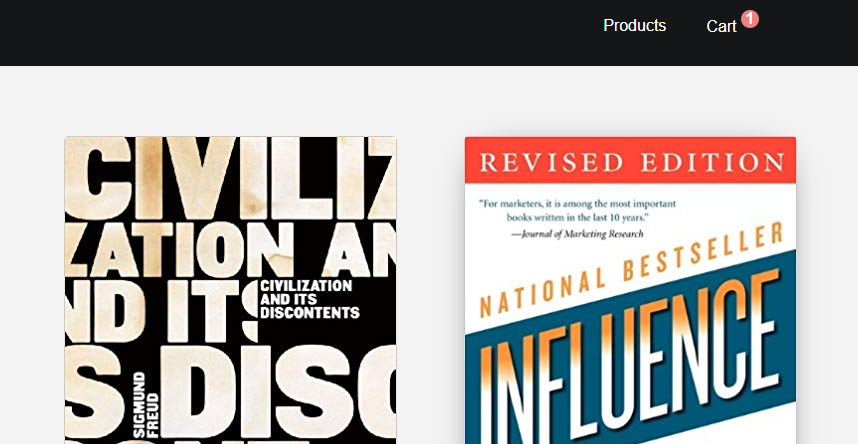 Products
Cart 1
CIVILIZ
ZATION AN
ND ITS
CIVILIZATION
AND ITS
DISCONTENTS
S DISC
SIGMUND
FREUD
CONT
REVISED EDITION
"For marketers, it is among the most important
books written in the last 10 years."
—Journal of Marketing Research
NATIONAL BESTSELLER
INFLUENCE